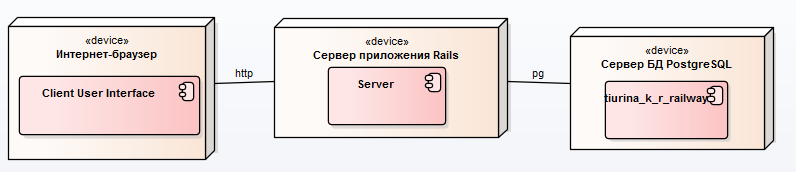 «device»
Интернет-браузер
Client User Interface
http
«device»
Сервер приложения Rails
Server
pg
«device»
Сервер БД PostgreSQL
tiurina_k_r_railway